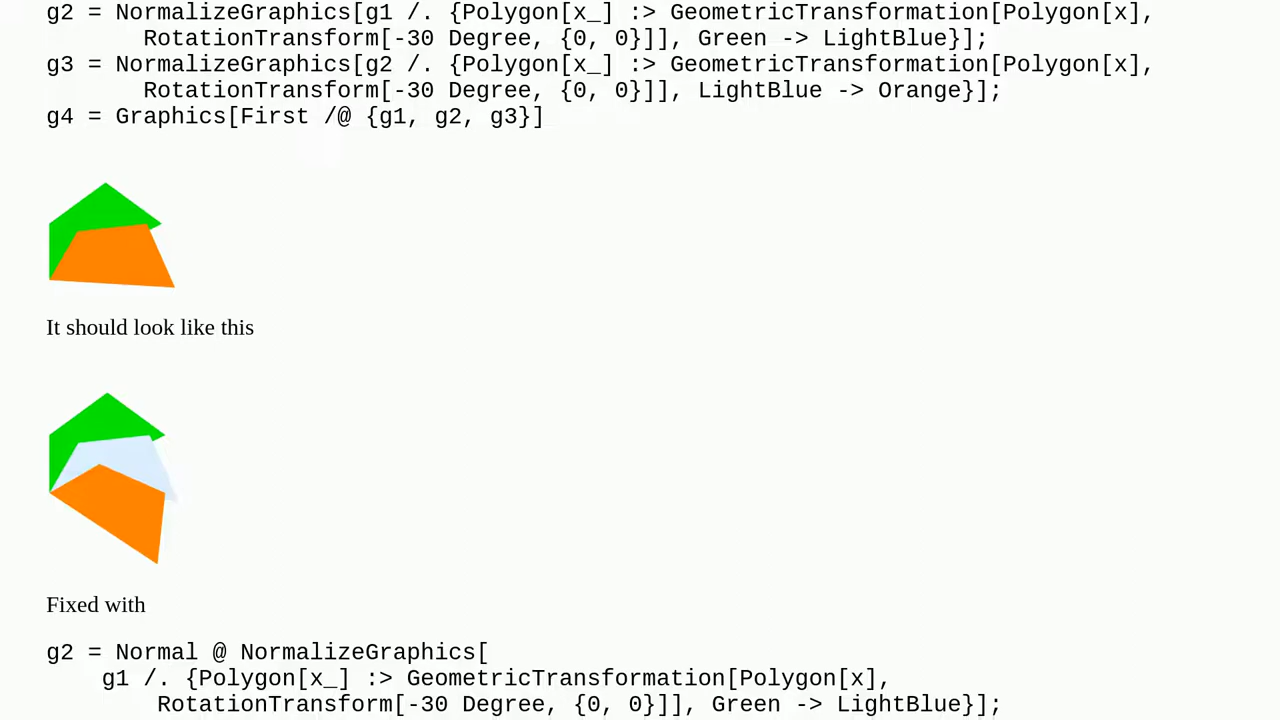 g2 = NormalizeGraphics[g1 /. {Polygon[x_] :> GeometricTransformation[Polygon[x],
RotationTransform[-30 Degree, {0, 0}]], Green -> LightBlue}];
g3 = NormalizeGraphics[g2 /. {Polygon[x_] :> GeometricTransformation[Polygon[x],
RotationTransform[-30 Degree, {0, 0}]], LightBlue -> Orange}];
g4 = Graphics[First /@ {g1, g2, g3}]
It should look like this
Fixed with
g2 = Normal @ NormalizeGraphics[
g1 /. {Polygon[x_] :> GeometricTransformation[Polygon[x],
RotationTransform[-30 Degree, {0, 0}]], Green -> LightBlue}];